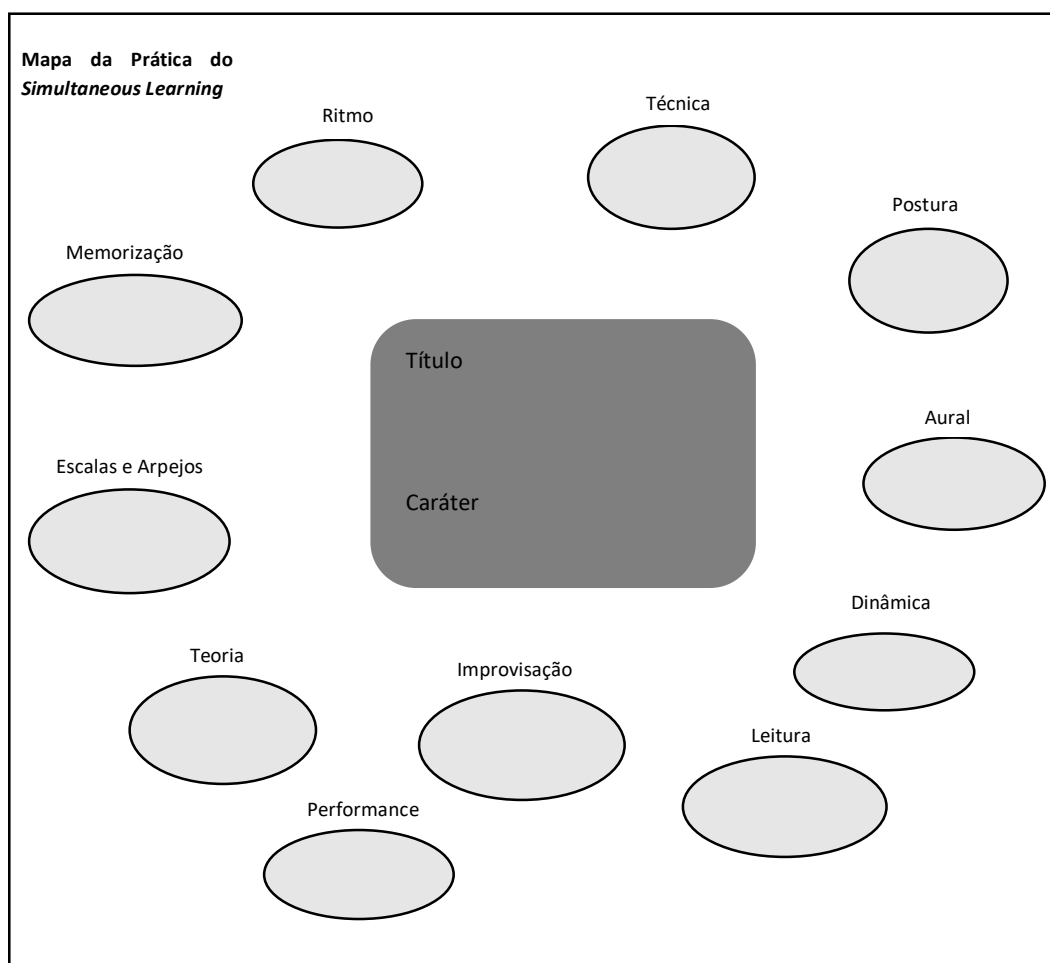 Mapa da Prática do
Simultaneous Learning
Ritmo
Técnica
Postura
Memorização
Título
Aural
Escalas e Arpejos
Caráter
Dinâmica
Teoria
Improvisação
Leitura
Performance